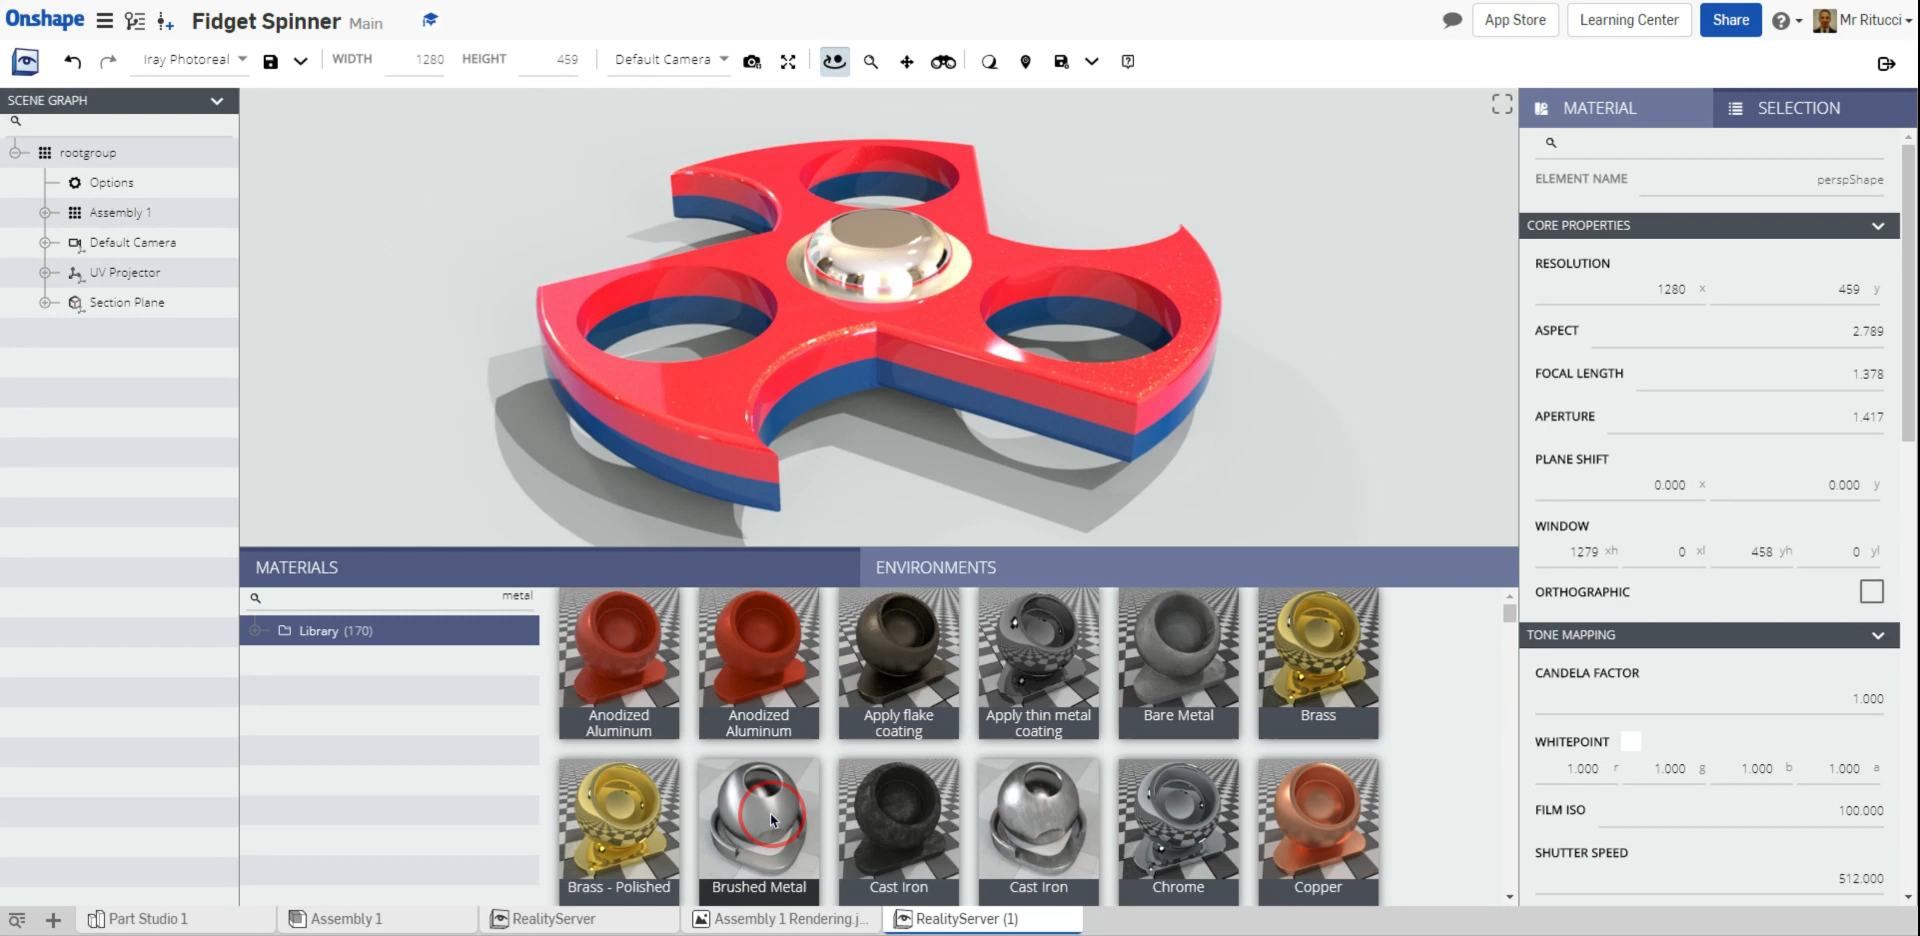 Onshape
Fidget Spinner Main
App Store
Learning Center
Share
Mr Ritucci
Iray Photoreal
WIDTH 1280
HEIGHT 459
Default Camera
SCENE GRAPH
rootgroup
Options
Assembly 1
Default Camera
UV Projector
Section Plane
MATERIALS
ENVIRONMENTS
metal
Library (170)
Anodized Aluminum
Anodized Aluminum
Apply flake coating
Apply thin metal coating
Bare Metal
Brass
Brass - Polished
Brushed Metal
Cast Iron
Cast Iron
Chrome
Copper
MATERIAL
SELECTION
ELEMENT NAME perspShape
CORE PROPERTIES
RESOLUTION
1280 x 459 y
ASPECT 2.789
FOCAL LENGTH 1.378
APERTURE 1.417
PLANE SHIFT
0.000 x 0.000 y
WINDOW
1279 xh 0 xl 458 yh 0 yl
ORTHOGRAPHIC
TONE MAPPING
CANDELA FACTOR
1.000
WHITEPOINT
1.000 r 1.000 g 1.000 b 1.000 a
FILM ISO 100.000
SHUTTER SPEED
512.000
Part Studio 1
Assembly 1
RealityServer
Assembly 1 Rendering.j...
RealityServer (1)